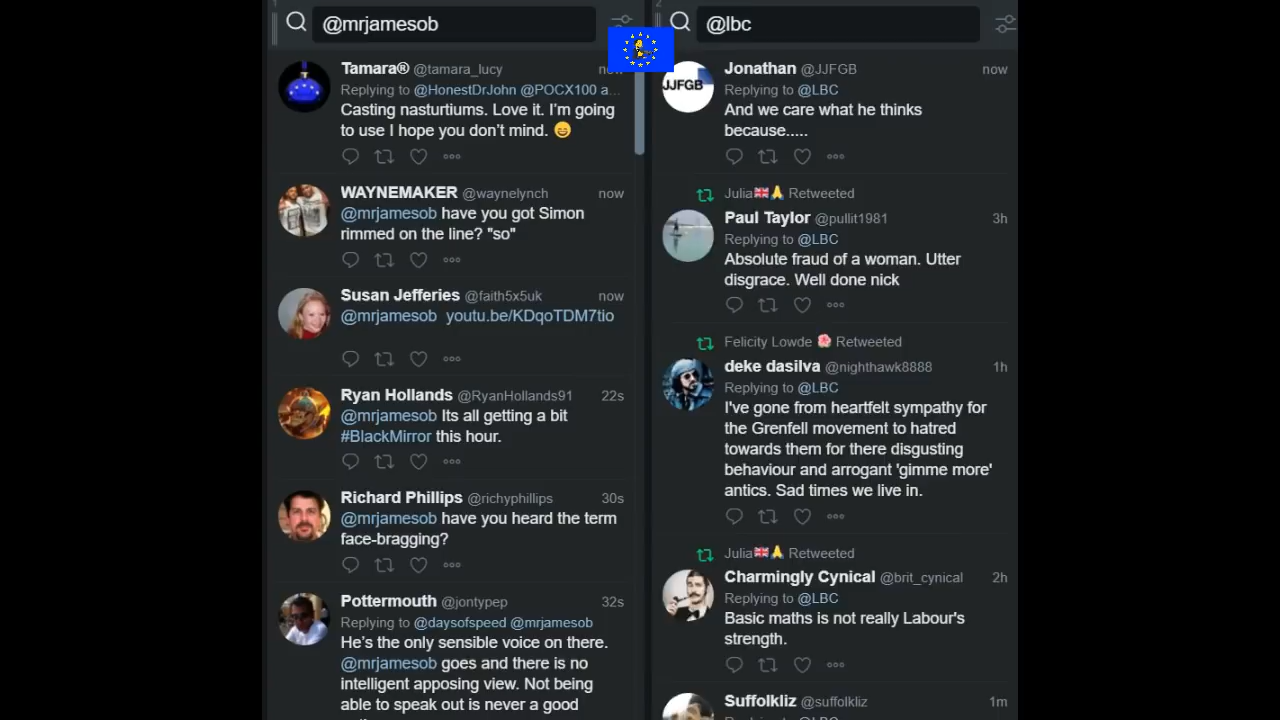 1
@mrjamesob
Tamara® @tamara_lucy now
Replying to @HonestDrJohn @POCX100 a...
Casting nasturtiums. Love it. I'm going
to use I hope you don't mind. 😄
WAYNEMAKER @waynelynch now
@mrjamesob have you got Simon
rimmed on the line? "so"
Susan Jefferies @faith5x5uk now
@mrjamesob youtu.be/KDqoTDM7tio
Ryan Hollands @RyanHollands91 22s
@mrjamesob Its all getting a bit
#BlackMirror this hour.
Richard Phillips @richyphillips 30s
@mrjamesob have you heard the term
face-bragging?
Pottermouth @jontypep 32s
Replying to @daysofspeed @mrjamesob
He's the only sensible voice on there.
@mrjamesob goes and there is no
intelligent apposing view. Not being
able to speak out is never a good
2
@lbc
JJFGB
Jonathan @JJFGB now
Replying to @LBC
And we care what he thinks
because.....
Julia🇬🇧🙏 Retweeted
Paul Taylor @pullit1981 3h
Replying to @LBC
Absolute fraud of a woman. Utter
disgrace. Well done nick
Felicity Lowde 🌺 Retweeted
deke dasilva @nighthawk8888 1h
Replying to @LBC
I've gone from heartfelt sympathy for
the Grenfell movement to hatred
towards them for there disgusting
behaviour and arrogant 'gimme more'
antics. Sad times we live in.
Julia🇬🇧🙏 Retweeted
Charmingly Cynical @brit_cynical 2h
Replying to @LBC
Basic maths is not really Labour's
strength.
Suffolkliz @suffolkliz 1m
Replying to @LBC